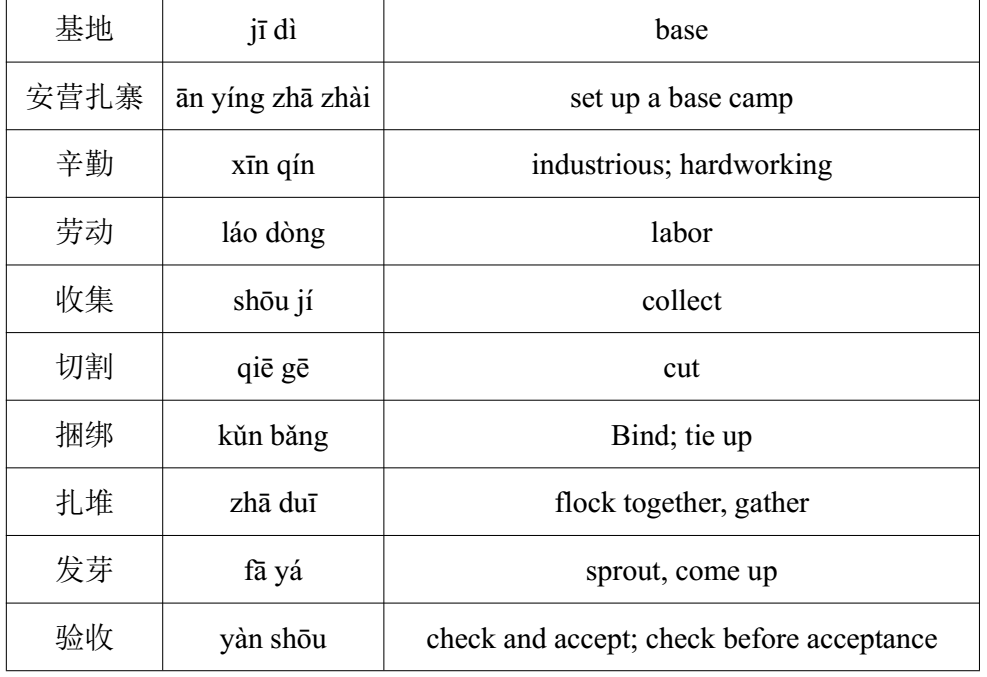 基地 jī dì base
安营扎寨 ān yíng zhā zhài set up a base camp
辛勤 xīn qín industrious; hardworking
劳动 láo dòng labor
收集 shōu jí collect
切割 qiē gē cut
捆绑 kǔn bǎng Bind; tie up
扎堆 zhā duī flock together, gather
发芽 fā yá sprout, come up
验收 yàn shōu check and accept; check before acceptance